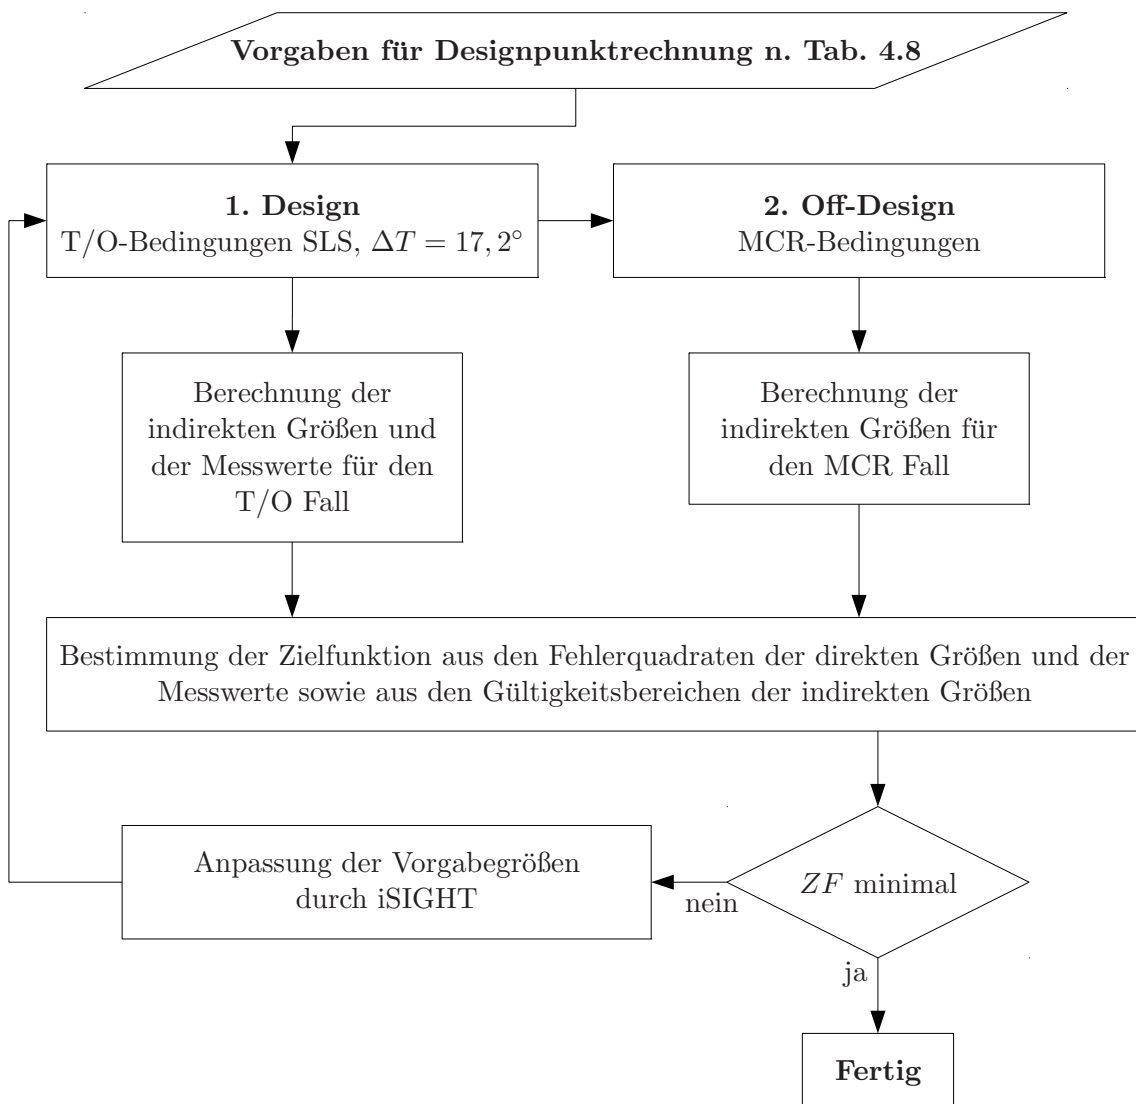 Vorgaben für Designpunktrechnung n. Tab. 4.8
1. Design
T/O-Bedingungen SLS, ΔT = 17, 2°
2. Off-Design
MCR-Bedingungen
Berechnung der
indirekten Größen und
der Messwerte für den
T/O Fall
Berechnung der
indirekten Größen für
den MCR Fall
Bestimmung der Zielfunktion aus den Fehlerquadraten der direkten Größen und der
Messwerte sowie aus den Gültigkeitsbereichen der indirekten Größen
Anpassung der Vorgabegrößen
durch iSIGHT
ZF minimal
nein
ja
Fertig